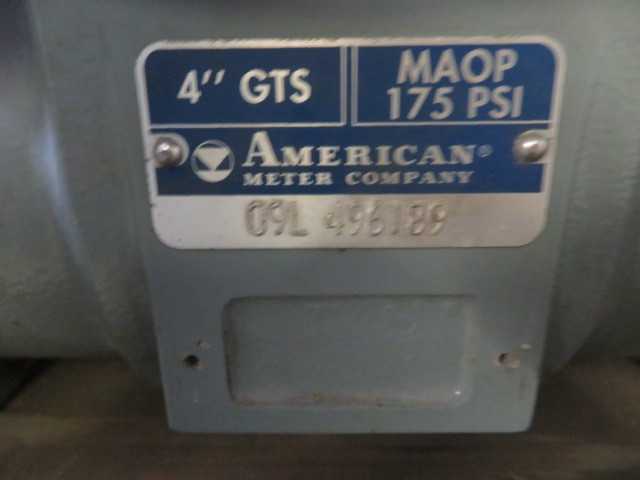 4" GTS
MAOP
175 PSI
AMERICAN®
METER COMPANY
09L 496189